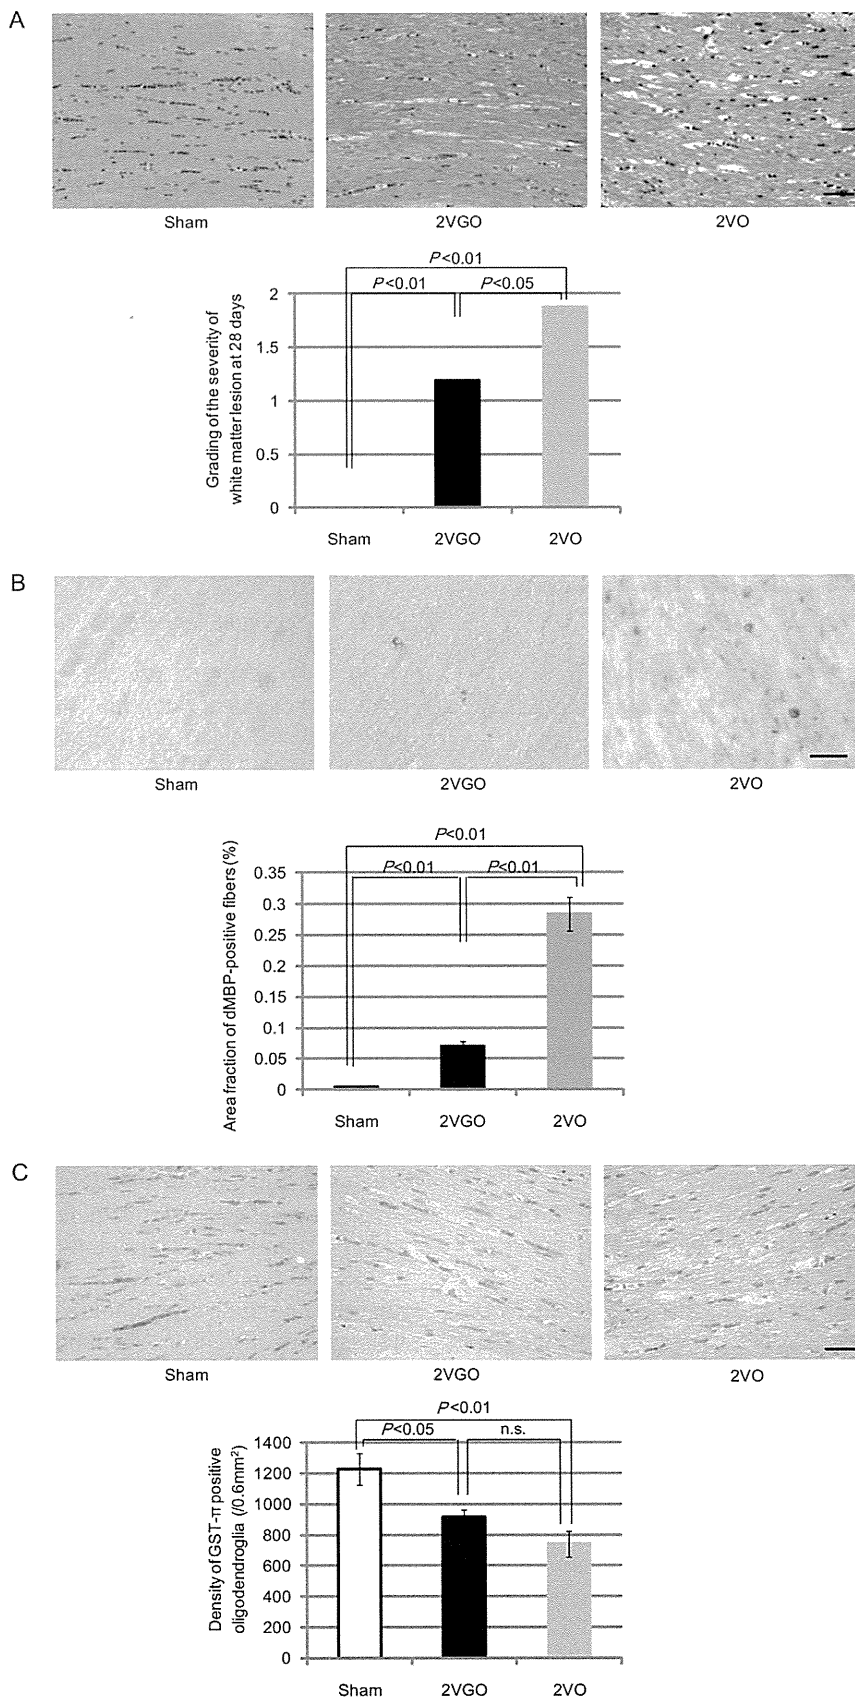 A
Sham 2VGO 2VO
P<0.01
P<0.01 P<0.05
2
1.5
1
0.5
0
Grading of the severity of
white matter lesion at 28 days
Sham 2VGO 2VO
B
Sham 2VGO 2VO
P<0.01
P<0.01 P<0.01
0.35
0.3
0.25
0.2
0.15
0.1
0.05
0
Area fraction of dMBP-positive fibers (%)
Sham 2VGO 2VO
C
Sham 2VGO 2VO
P<0.01
P<0.05 n.s.
1400
1200
1000
800
600
400
200
0
Density of GST-π positive
oligodendroglia (/0.6mm²)
Sham 2VGO 2VO